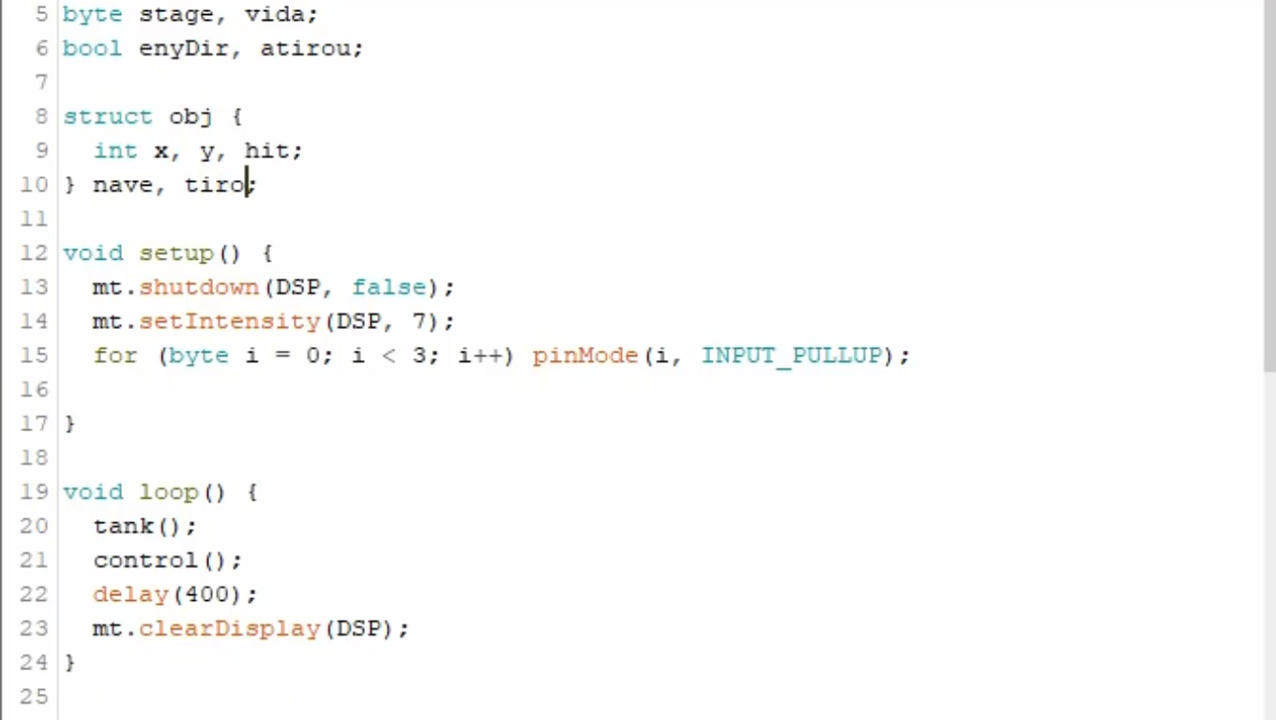 5 byte stage, vida;
6 bool enyDir, atirou;
7
8 struct obj {
9   int x, y, hit;
10 } nave, tiro;
11
12 void setup() {
13   mt.shutdown(DSP, false);
14   mt.setIntensity(DSP, 7);
15   for (byte i = 0; i < 3; i++) pinMode(i, INPUT_PULLUP);
16
17 }
18
19 void loop() {
20   tank();
21   control();
22   delay(400);
23   mt.clearDisplay(DSP);
24 }
25